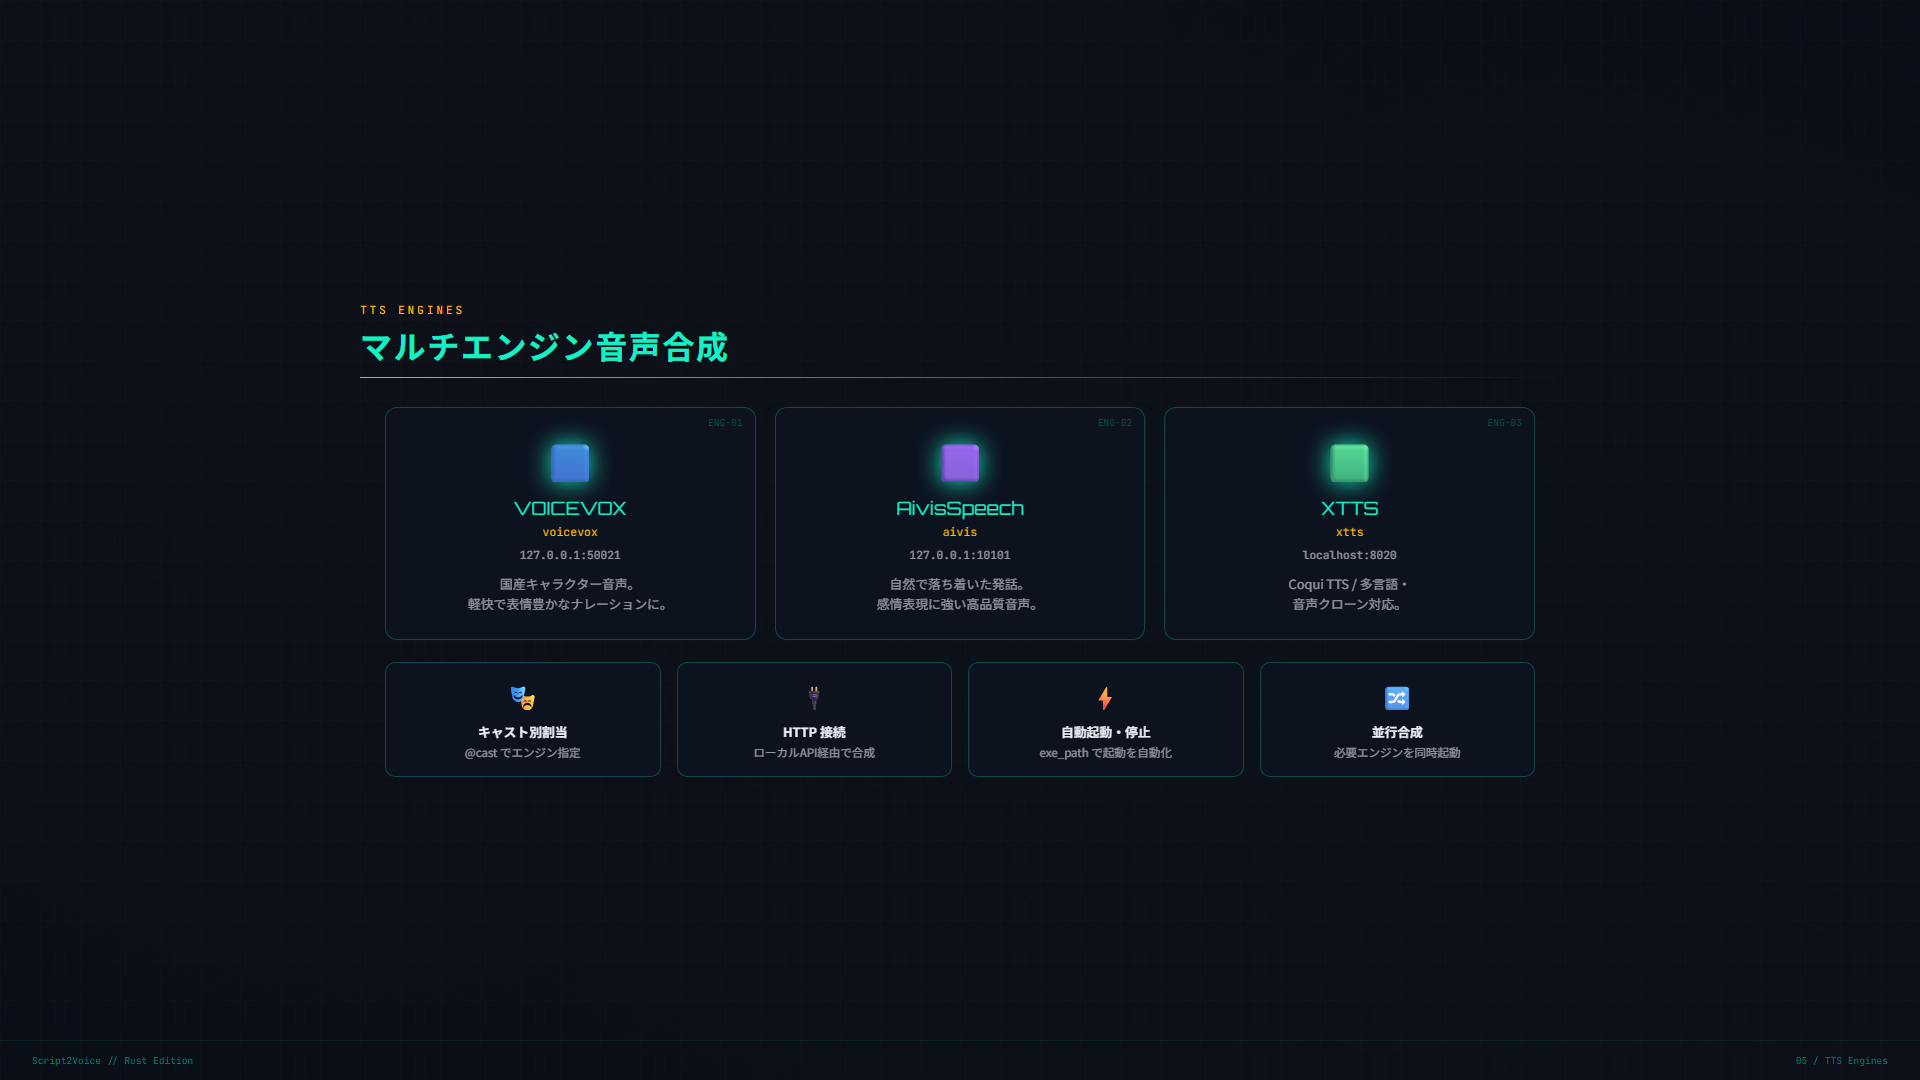 TTS ENGINES
マルチエンジン音声合成
ENG-01
VOICEVOX
voicevox
127.0.0.1:50021
国産キャラクター音声。
軽快で表情豊かなナレーションに。
ENG-02
AivisSpeech
aivis
127.0.0.1:10101
自然で落ち着いた発話。
感情表現に強い高品質音声。
ENG-03
XTTS
xtts
localhost:8020
Coqui TTS / 多言語・
音声クローン対応。
キャスト別割当
@cast でエンジン指定
HTTP 接続
ローカルAPI経由で合成
自動起動・停止
exe_path で起動を自動化
並行合成
必要エンジンを同時起動
Script2Voice // Rust Edition
05 / TTS Engines